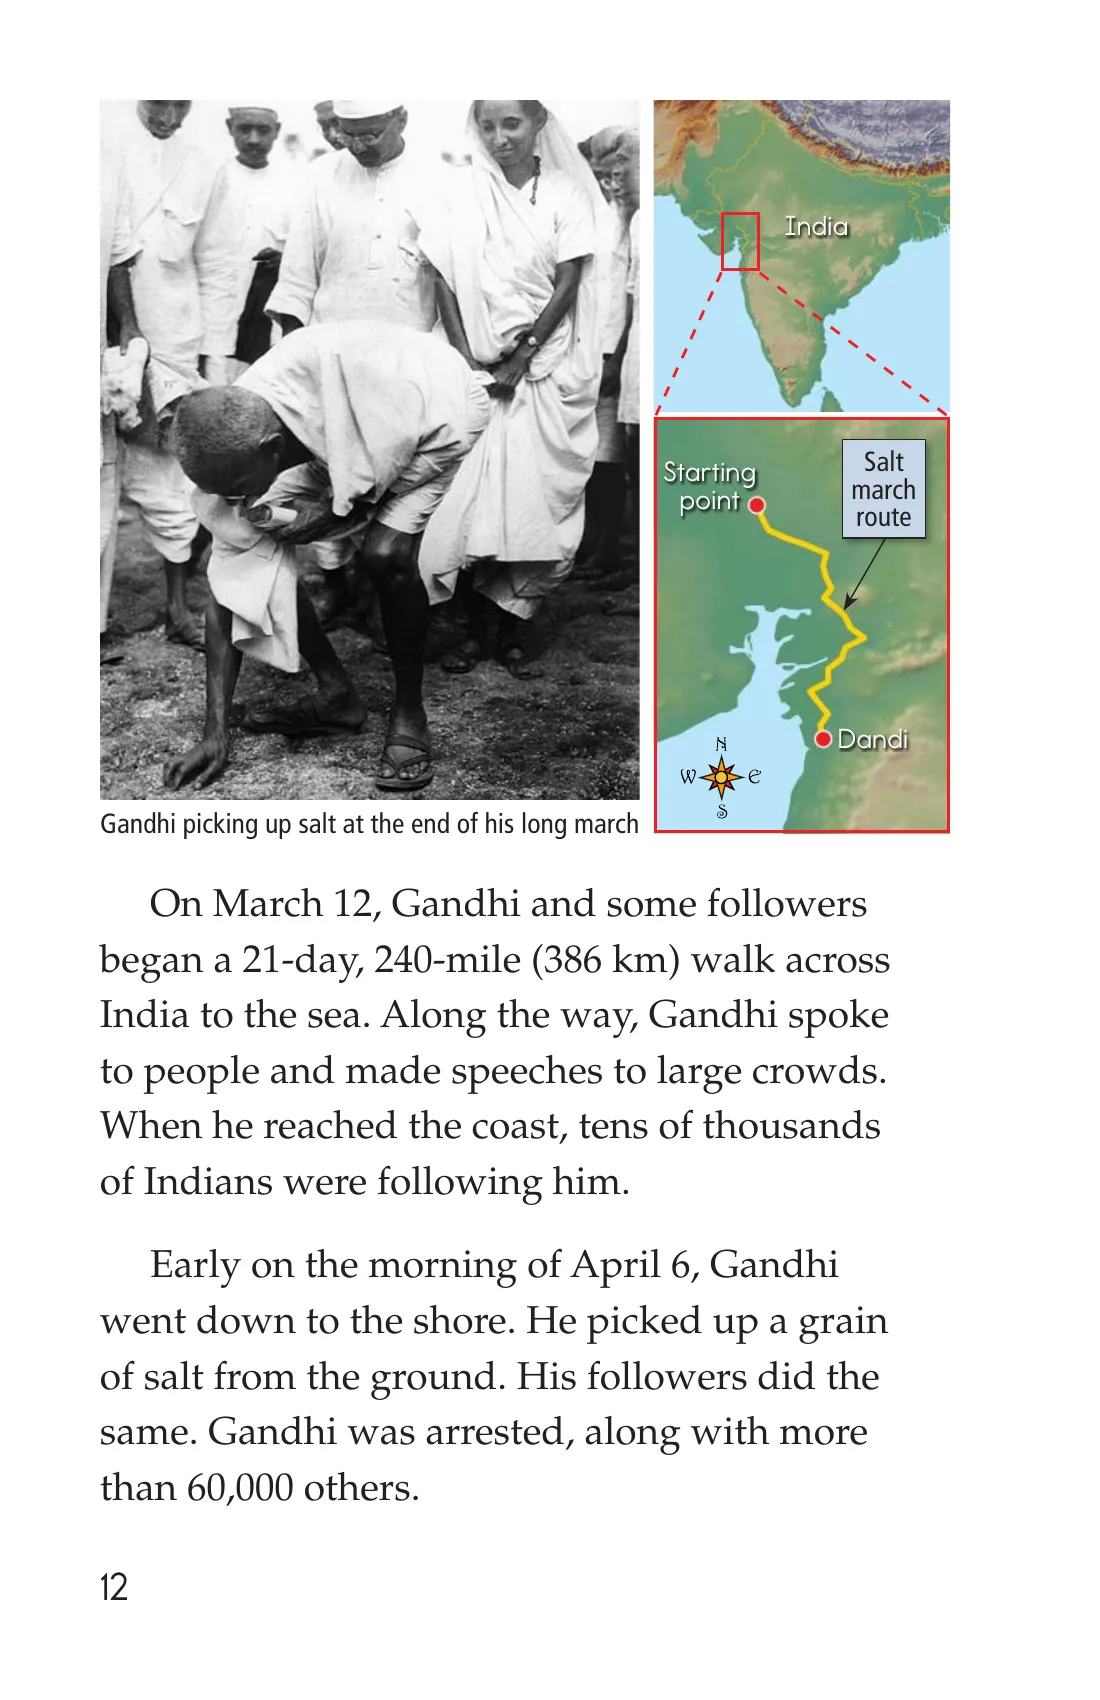 India
Starting
point
Salt
march
route
Dandi
N
W E
S
Gandhi picking up salt at the end of his long march
On March 12, Gandhi and some followers
began a 21-day, 240-mile (386 km) walk across
India to the sea. Along the way, Gandhi spoke
to people and made speeches to large crowds.
When he reached the coast, tens of thousands
of Indians were following him.
Early on the morning of April 6, Gandhi
went down to the shore. He picked up a grain
of salt from the ground. His followers did the
same. Gandhi was arrested, along with more
than 60,000 others.
12